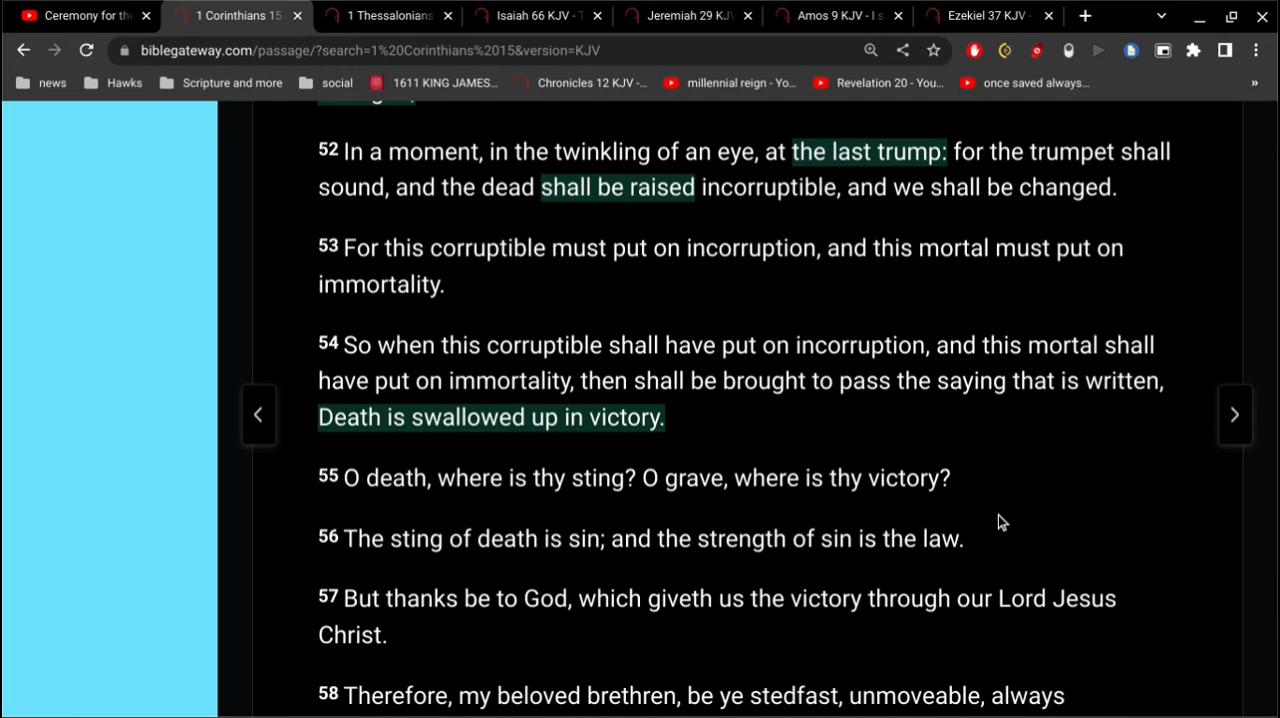 Ceremony for the
1 Corinthians 15
1 Thessalonians
Isaiah 66 KJV - T
Jeremiah 29 KJV
Amos 9 KJV - I s
Ezekiel 37 KJV -
biblegateway.com/passage/?search=1%20Corinthians%2015&version=KJV
news
Hawks
Scripture and more
social
1611 KING JAMES...
Chronicles 12 KJV -...
millennial reign - Yo...
Revelation 20 - You...
once saved always...
»
52 In a moment, in the twinkling of an eye, at the last trump: for the trumpet shall
sound, and the dead shall be raised incorruptible, and we shall be changed.
53 For this corruptible must put on incorruption, and this mortal must put on
immortality.
54 So when this corruptible shall have put on incorruption, and this mortal shall
have put on immortality, then shall be brought to pass the saying that is written,
Death is swallowed up in victory.
55 O death, where is thy sting? O grave, where is thy victory?
56 The sting of death is sin; and the strength of sin is the law.
57 But thanks be to God, which giveth us the victory through our Lord Jesus
Christ.
58 Therefore, my beloved brethren, be ye stedfast, unmoveable, always